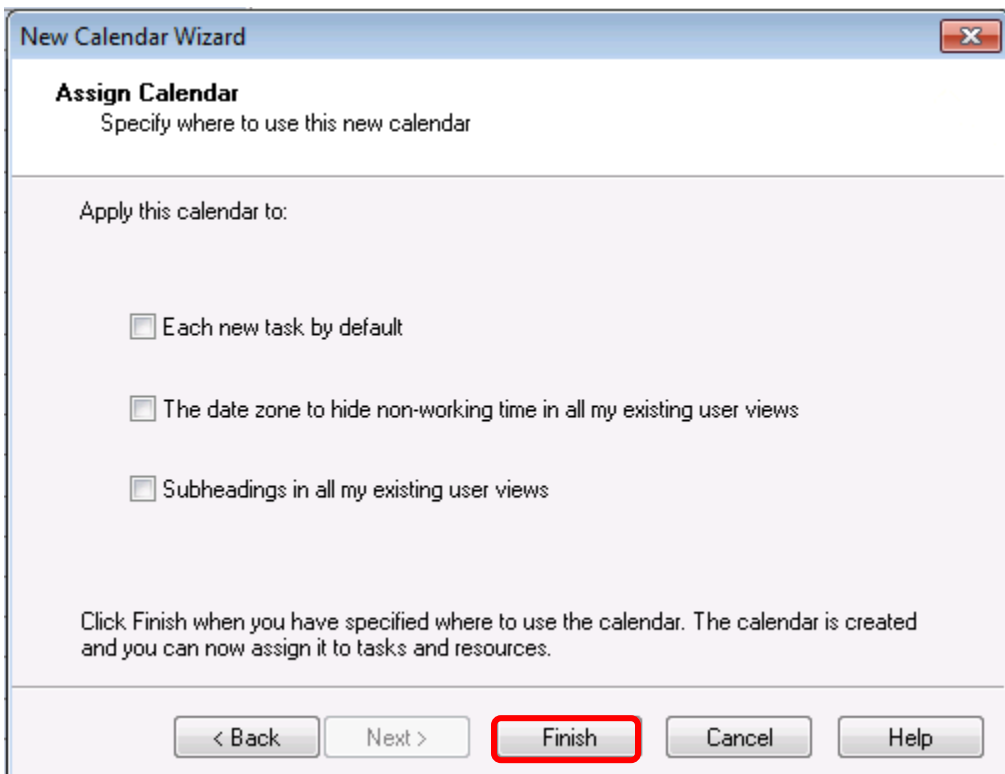 New Calendar Wizard
Assign Calendar
Specify where to use this new calendar
Apply this calendar to:
Each new task by default
The date zone to hide non-working time in all my existing user views
Subheadings in all my existing user views
Click Finish when you have specified where to use the calendar. The calendar is created
and you can now assign it to tasks and resources.
< Back Next > Finish Cancel Help